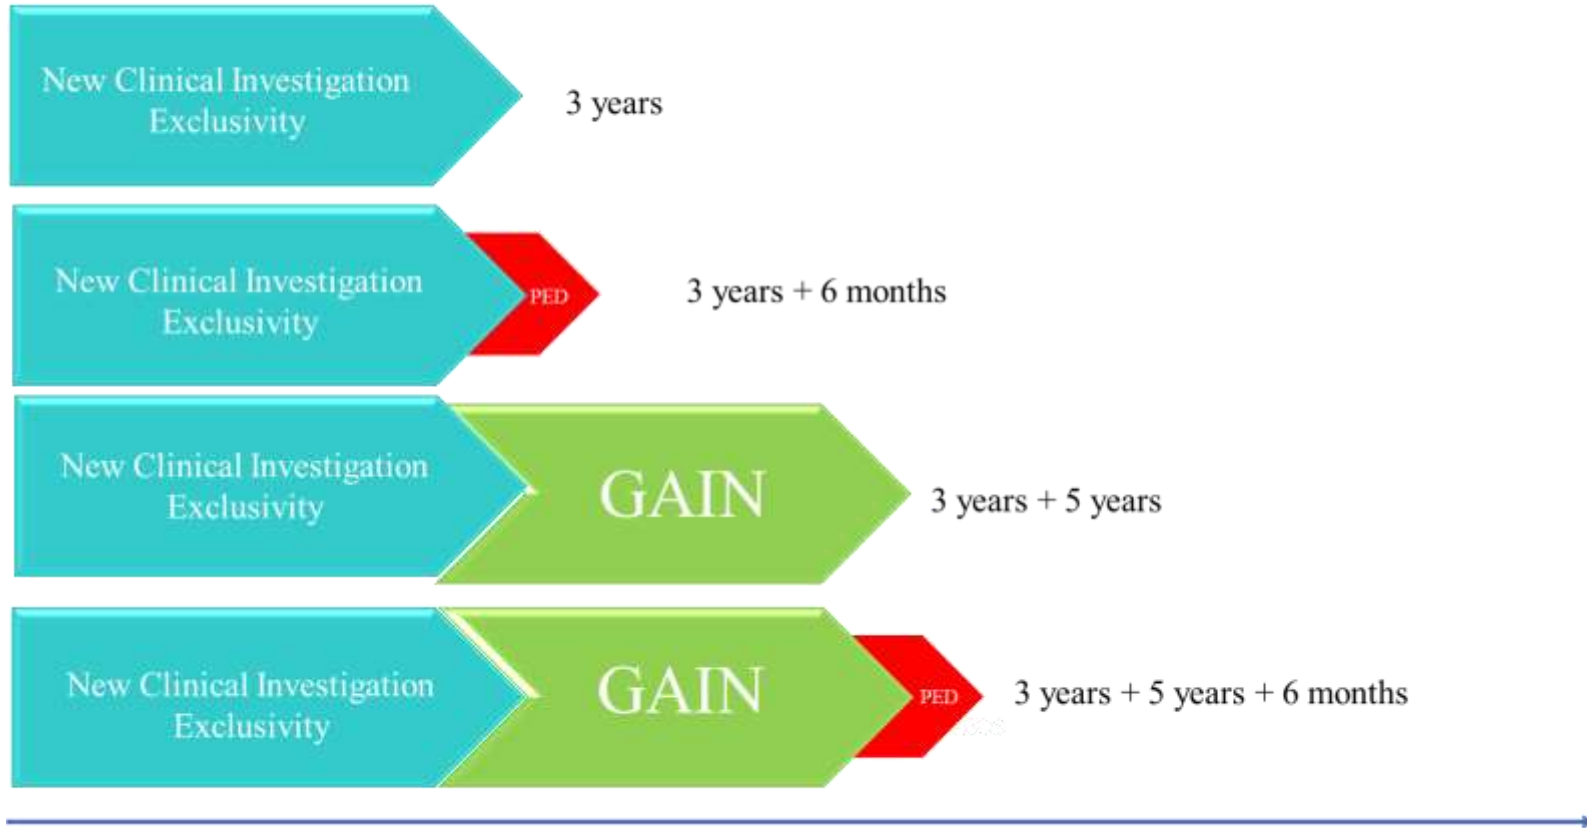 New Clinical Investigation
Exclusivity
3 years
New Clinical Investigation
Exclusivity
PED
3 years + 6 months
New Clinical Investigation
Exclusivity
GAIN
3 years + 5 years
New Clinical Investigation
Exclusivity
GAIN
PED
3 years + 5 years + 6 months